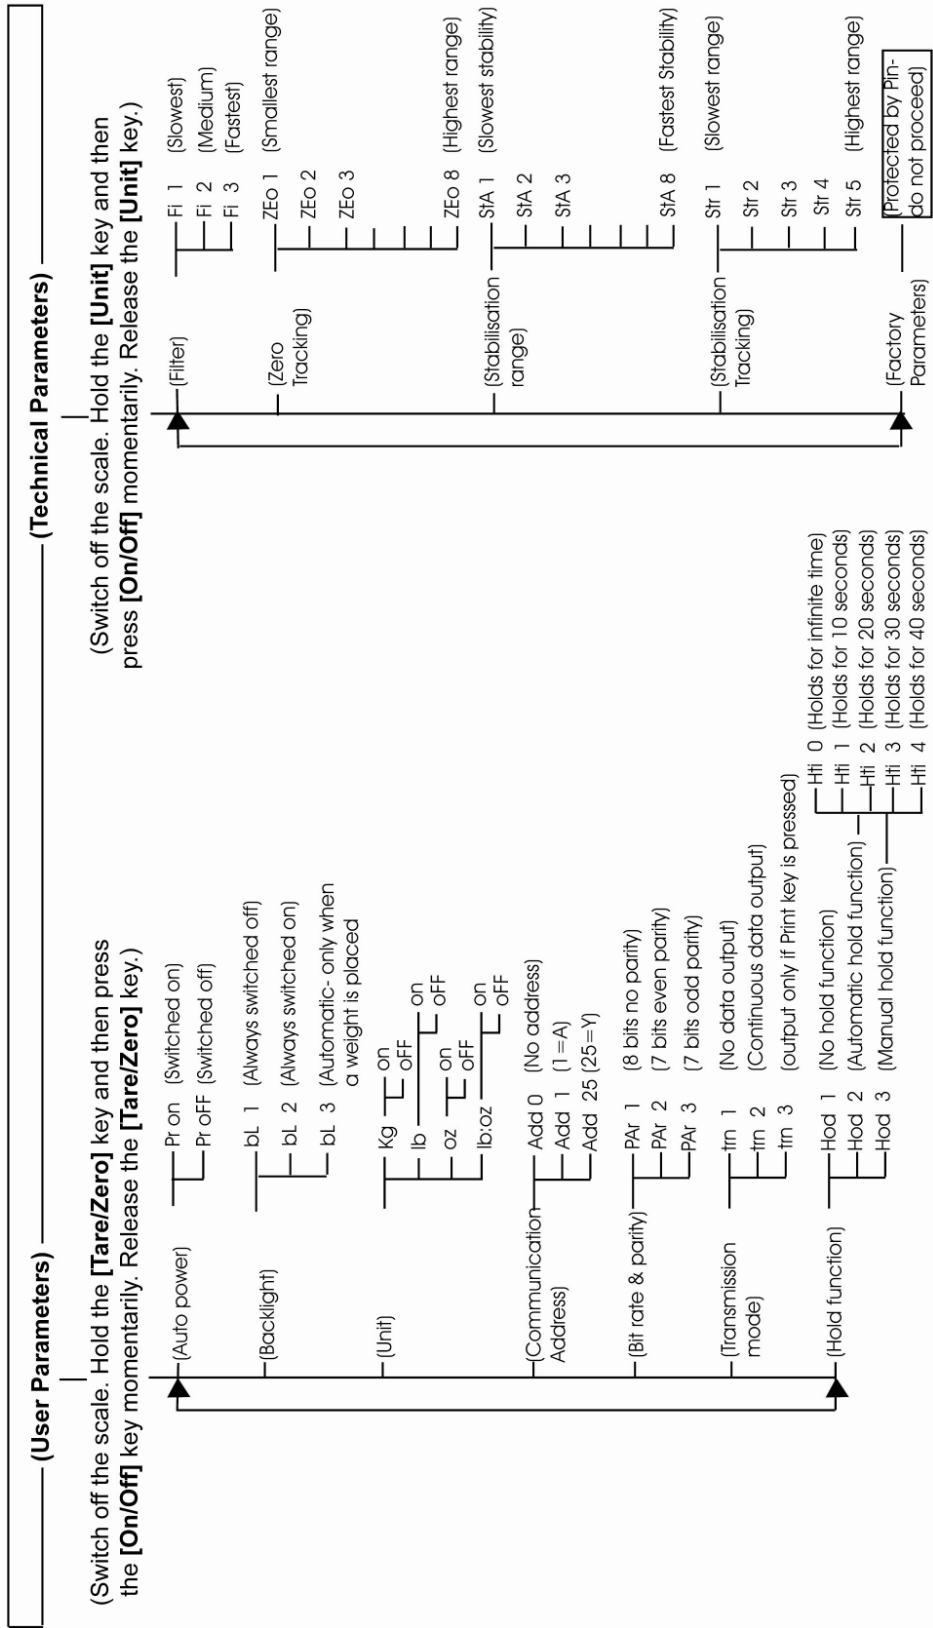 (User Parameters)
(Switch off the scale. Hold the [Tare/Zero] key and then press
the [On/Off] key momentarily. Release the [Tare/Zero] key.)
(Auto power)
Pr on (Switched on)
Pr oFF (Switched off)
(Backlight)
bL 1 (Always switched off)
bL 2 (Always switched on)
bL 3 (Automatic- only when
a weight is placed
(Unit)
Kg on
oFF
lb on
oFF
oz on
oFF
lb:oz on
oFF
(Communication
Address)
Add 0 (No address)
Add 1 (1=A)
Add 25 (25=Y)
(Bit rate & parity)
PAr 1 (8 bits no parity)
PAr 2 (7 bits even parity)
PAr 3 (7 bits odd parity)
(Transmission
mode)
trn 1 (No data output)
trn 2 (Continuous data output)
trn 3 (output only if Print key is pressed)
(Hold function)
Hod 1 (No hold function)
Hod 2 (Automatic hold function)
Hod 3 (Manual hold function)
Hti 0 (Holds for infinite time)
Hti 1 (Holds for 10 seconds)
Hti 2 (Holds for 20 seconds)
Hti 3 (Holds for 30 seconds)
Hti 4 (Holds for 40 seconds)
(Technical Parameters)
(Switch off the scale. Hold the [Unit] key and then
press [On/Off] momentarily. Release the [Unit] key.)
(Filter)
Fi 1 (Slowest)
Fi 2 (Medium)
Fi 3 (Fastest)
(Zero
Tracking)
ZEo 1 (Smallest range)
ZEo 2
ZEo 3
ZEo 8 (Highest range)
(Stabilisation
range)
StA 1 (Slowest stability)
StA 2
StA 3
StA 8 (Fastest Stability)
(Stabilisation
Tracking)
Str 1 (Slowest range)
Str 2
Str 3
Str 4
Str 5 (Highest range)
(Factory
Parameters)
(Protected by Pin-
do not proceed)